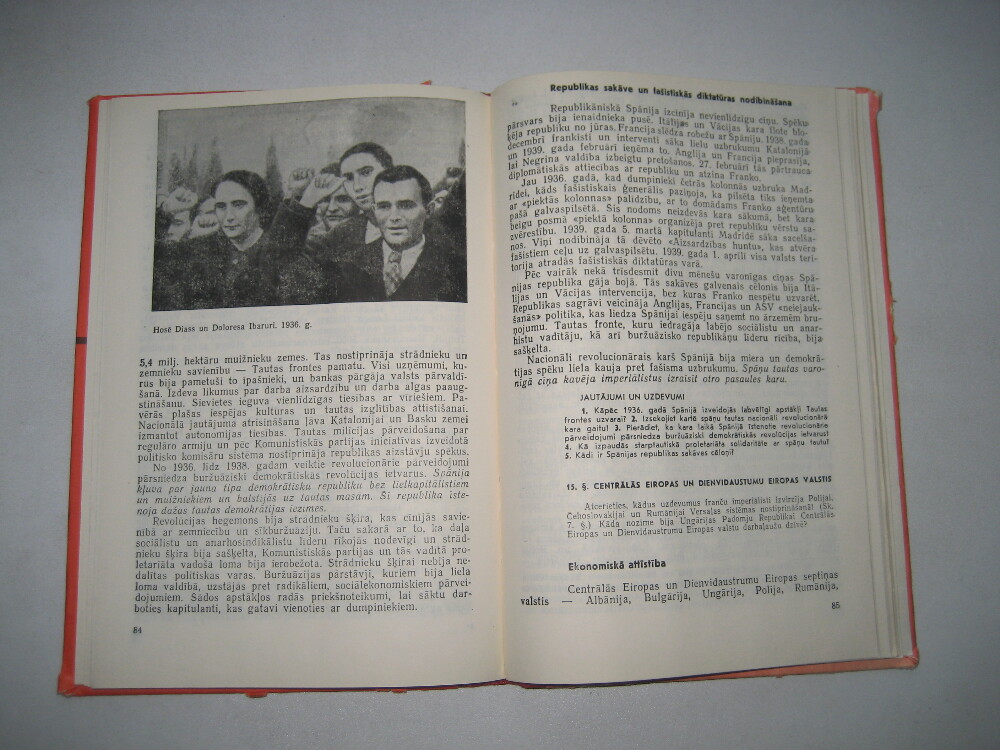 Hosē Diass un Doloresa Ibaruri. 1936. g.
5,4 milj. hektāru muižnieku zemes. Tas nostiprināja strādnieku un
zemnieku savienību — Tautas frontes pamatu. Visi uzņēmumi, ku-
rus bija pametuši to īpašnieki, un bankas pārgāja valsts pārvaldī-
šanā. Izdeva likumus par darba aizsardzību un darba algas paaug-
stināšanu. Sievietes ieguva vienlīdzīgas tiesības ar vīriešiem. Pa-
vērās plašas iespējas kultūras un tautas izglītības attīstīšanai.
Nacionālā jautājuma atrisināšana ļāva Katalonijai un Basku zemei
izmantot autonomijas tiesības. Tautas milicijas pārveidošana par
regulāro armiju un pēc Komunistiskās partijas iniciatīvas izveidotā
politisko komisāru sistēma nostiprināja republikas aizstāvju spēkus.
No 1936. līdz 1938. gadam veiktie revolucionārie pārveidojumi
pārsniedza buržuāziski demokrātiskās revolūcijas ietvarus. Spānija
kļuva par jauna tipa demokrātisku republiku bez lielkapitālistiem
un muižniekiem un balstījās uz tautas masām. Šī republika īste-
noja dažas tautas demokrātijas iezīmes.
Revolūcijas hegemons bija strādnieku šķira, kas cīnījās savienī-
bā ar zemniecību un sīkburžuāziju. Taču sakarā ar to, ka daļa
sociālistu un anarhosindikālistu līderu rīkojās nodevīgi un strād-
nieku šķira bija sašķelta, Komunistiskās partijas un tās vadītā pro-
letariāta vadošā loma bija ierobežota. Strādnieku šķirai nebija ne-
dalītas politiskās varas. Buržuāzijas pārstāvji, kuriem bija liela
loma valdībā, uzstājās pret radikāliem, sociālekonomiskiem pārvei-
dojumiem. Šādos apstākļos radās priekšnoteikumi, lai sāktu dar-
boties kapitulanti, kas gatavi vienoties ar dumpiniekiem.
84
Republikas sakāve un fašistiskās diktatūras nodibināšana
Republikāniskā Spānija izcīnīja nevienlīdzīgu cīņu. Spēku
pārsvars bija ienaidnieka pusē. Itālijas un Vācijas kara flote blo-
ķēja republiku no jūras. Francija slēdza robežu ar Spāniju. 1938. gada
decembrī frankisti un interventi sāka lielu uzbrukumu Katalonijā
un 1939. gada februārī ieņēma to. Anglija un Francija pieprasīja,
lai Negrina valdība izbeigtu pretošanos. 27. februārī tās pārtrauca
diplomātiskās attiecības ar republiku un atzina Franko.
Jau 1936. gadā, kad dumpinieki četrās kolonnās uzbruka Mad-
ridei, kāds fašistiskais ģenerālis paziņoja, ka pilsēta tiks ieņemta
ar «piektās kolonnas» palīdzību, ar to domādams Franko aģentūru
pašā galvaspilsētā. Šis nodoms neizdevās kara sākumā, bet kara
beigu posmā «piektā kolonna» organizēja pret republiku vērstu sa-
zvērestību. 1939. gada 5. martā kapitulanti Madridē sāka sacelša-
nos. Viņi nodibināja tā dēvēto «Aizsardzības huntu», kas atvēra
fašistiem ceļu uz galvaspilsētu. 1939. gada 1. aprīlī visa valsts teri-
torija atradās fašistiskās diktatūras varā.
Pēc vairāk nekā trīsdesmit divu mēnešu varonīgas cīņas Spā-
nijas republika gāja bojā. Tās sakāves galvenais cēlonis bija Itā-
lijas un Vācijas intervencija, bez kuras Franko nespētu uzvarēt.
Republikas sagrāvi veicināja Anglijas, Francijas un ASV «neiejauk-
šanās» politika, kas liedza Spānijai iespēju saņemt no ārzemēm bru-
ņojumu. Tautas fronte, kuru iedragāja labējo sociālistu un anar-
histu vadītāju, kā arī buržuāzisko republikāņu līderu rīcība, bija
sašķelta.
Nacionāli revolucionārais karš Spānijā bija miera un demokrā-
tijas spēku lielā kauja pret fašisma uzbrukumu. Spāņu tautas varo-
nīgā cīņa kavēja imperiālistus izraisīt otro pasaules karu.
JAUTĀJUMI UN UZDEVUMI
1. Kāpēc 1936. gadā Spānijā izveidojās labvēlīgi apstākļi Tautas
frontes uzvarai? 2. Izsekojiet kartē spāņu tautas nacionāli revolucionārā
kara gaitu! 3. Pierādiet, ka kara laikā Spānijā īstenotie revolucionārie
pārveidojumi pārsniedza buržuāziski demokrātiskās revolūcijas ietvarus!
4. Kā izpaudās starptautiskā proletariāta solidaritāte ar spāņu tautu?
5. Kādi ir Spānijas republikas sakāves cēloņi?
15. §. CENTRĀLĀS EIROPAS UN DIENVIDAUSTRUMU EIROPAS VALSTIS
Atcerieties, kādus uzdevumus franču imperiālisti izvirzīja Polijai,
Čehoslovākijai un Rumānijai Versaļas sistēmas nostiprināšanā! (Sk.
7. §.) Kāda nozīme bija Ungārijas Padomju Republikai Centrālās
Eiropas un Dienvidaustrumu Eiropas valstu darbaļaužu dzīvē?
Ekonomiskā attīstība
Centrālās Eiropas un Dienvidaustrumu Eiropas septiņas
valstis — Albānija, Bulgārija, Ungārija, Polija, Rumānija,
85